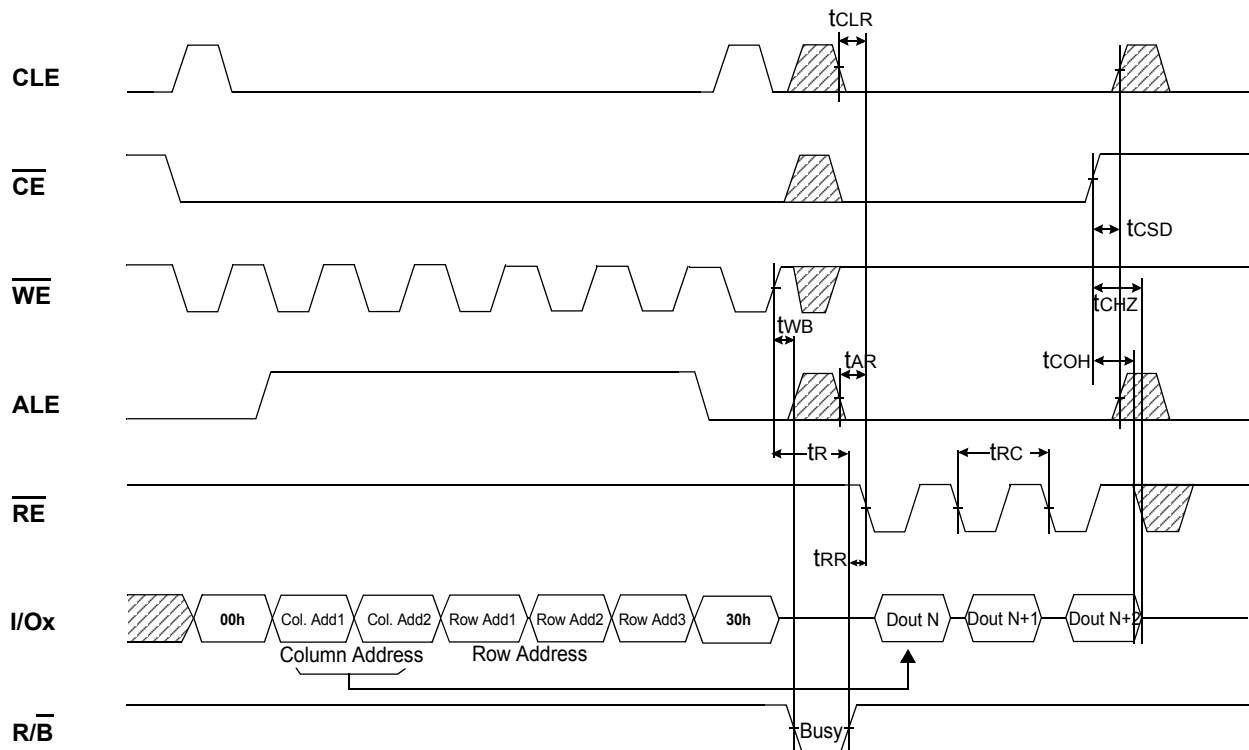 tCLR
CLE
CE
tCSD
WE
tCHZ
tWB
tAR
tCOH
ALE
tR
tRC
RE
tRR
I/Ox
00h
Col. Add1
Col. Add2
Row Add1
Row Add2
Row Add3
30h
Dout N
Dout N+1
Dout N+2
Column Address
Row Address
R/B
Busy